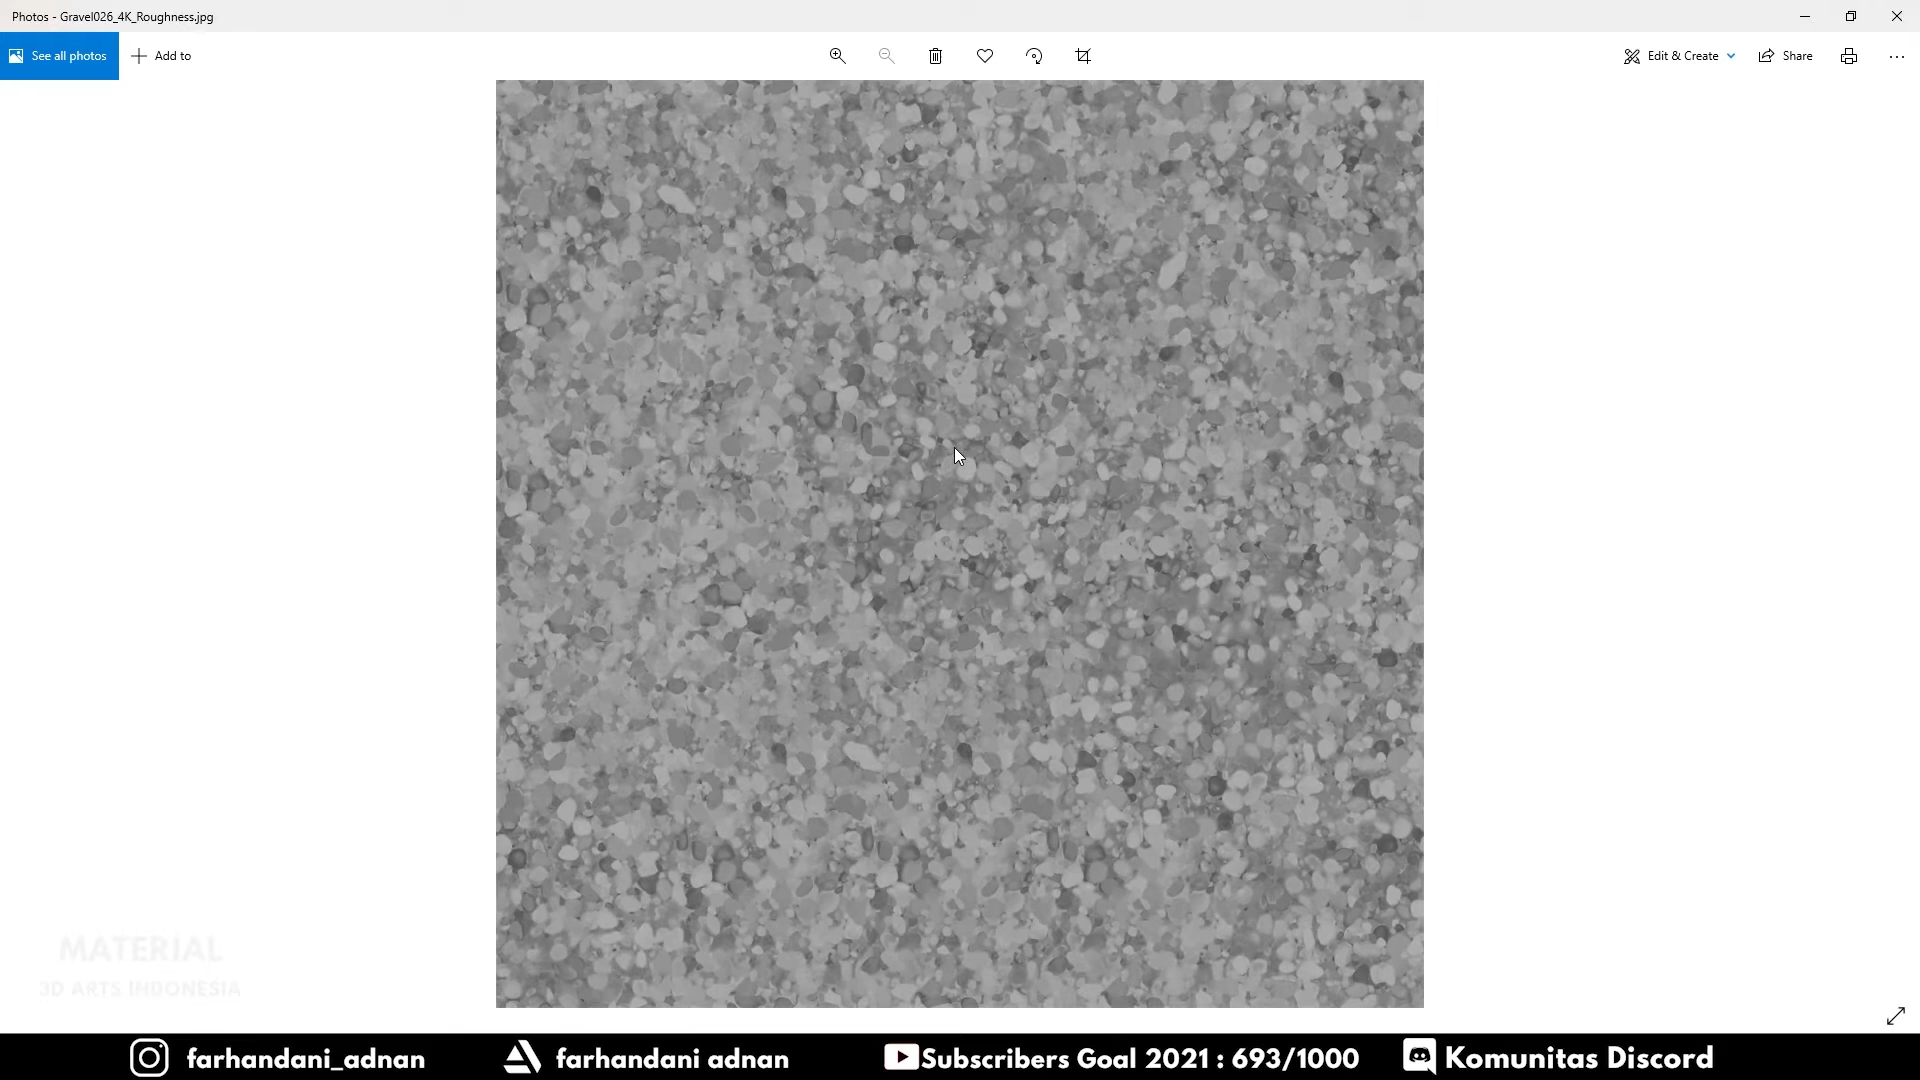 Photos - Gravel026_4K_Roughness.jpg
See all photos
Add to
Edit & Create
Share
MATERIAL
3D ARTS INDONESIA
farhandani_adnan
farhandani adnan
Subscribers Goal 2021 : 693/1000
Komunitas Discord